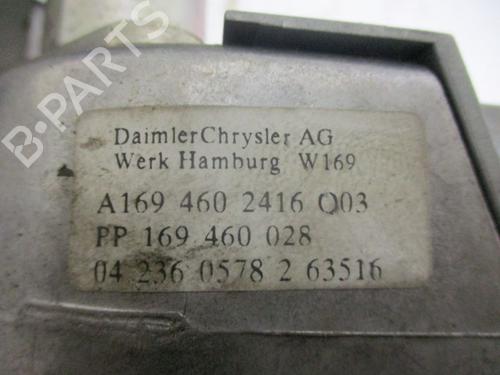 B-PARTS
DaimlerChrysler AG
Werk Hamburg W169
A169 460 2416 Q03
PP 169 460 028
04 236 0578 2 63516